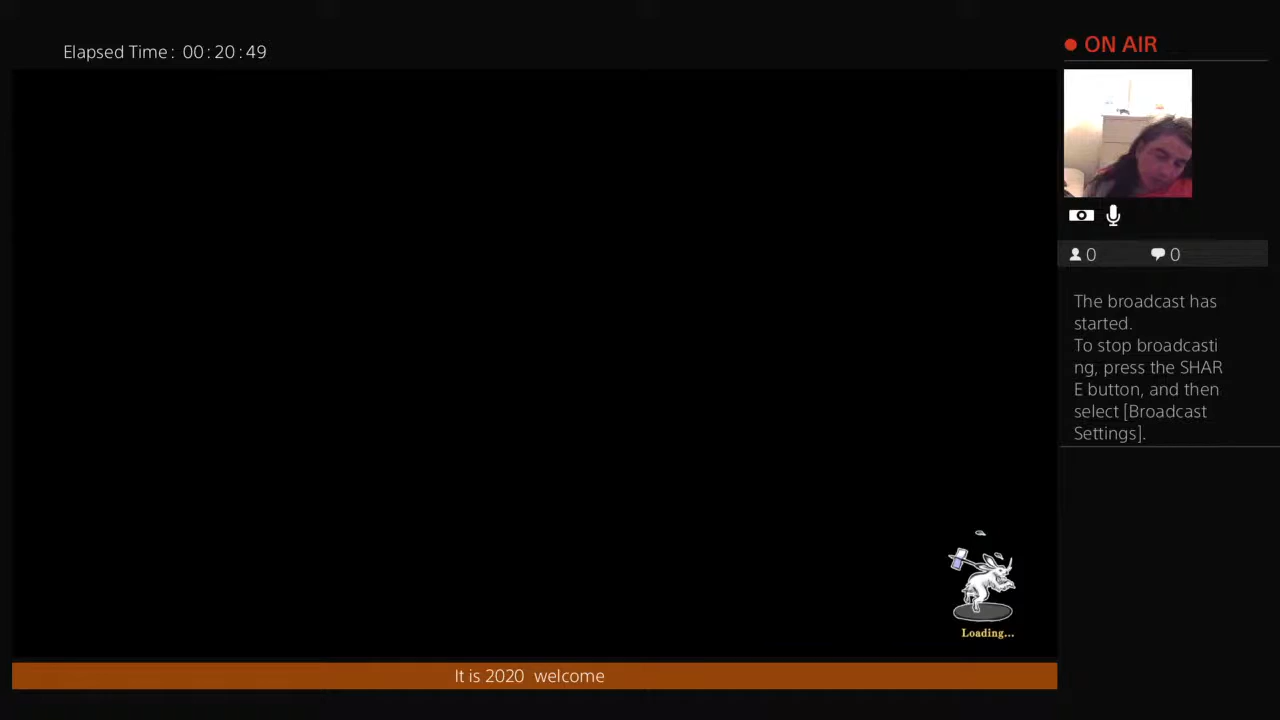 Elapsed Time: 00:20:49
ON AIR
0 0
The broadcast has
started.
To stop broadcasti
ng, press the SHAR
E button, and then
select [Broadcast
Settings].
Loading...
It is 2020  welcome